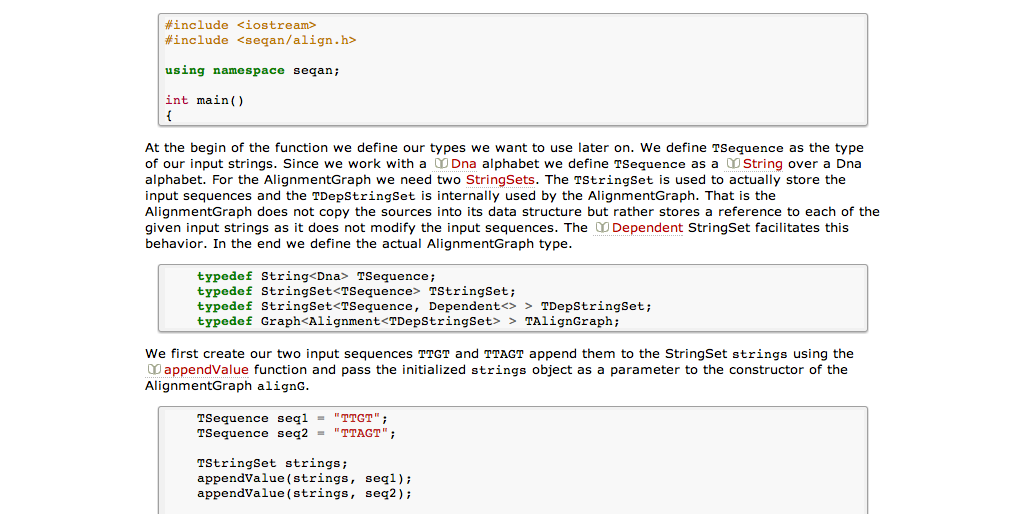 #include <iostream>
#include <seqan/align.h>
using namespace seqan;
int main()
{
At the begin of the function we define our types we want to use later on. We define TSequence as the type
of our input strings. Since we work with a Dna alphabet we define TSequence as a String over a Dna
alphabet. For the AlignmentGraph we need two StringSets. The TStringSet is used to actually store the
input sequences and the TDepStringSet is internally used by the AlignmentGraph. That is the
AlignmentGraph does not copy the sources into its data structure but rather stores a reference to each of the
given input strings as it does not modify the input sequences. The Dependent StringSet facilitates this
behavior. In the end we define the actual AlignmentGraph type.
typedef String<Dna> TSequence;
typedef StringSet<TSequence> TStringSet;
typedef StringSet<TSequence, Dependent<> > TDepStringSet;
typedef Graph<Alignment<TDepStringSet> > TAlignGraph;
We first create our two input sequences TTGT and TTAGT append them to the StringSet strings using the
appendValue function and pass the initialized strings object as a parameter to the constructor of the
AlignmentGraph alignG.
TSequence seq1 = "TTGT";
TSequence seq2 = "TTAGT";
TStringSet strings;
appendValue(strings, seq1);
appendValue(strings, seq2);